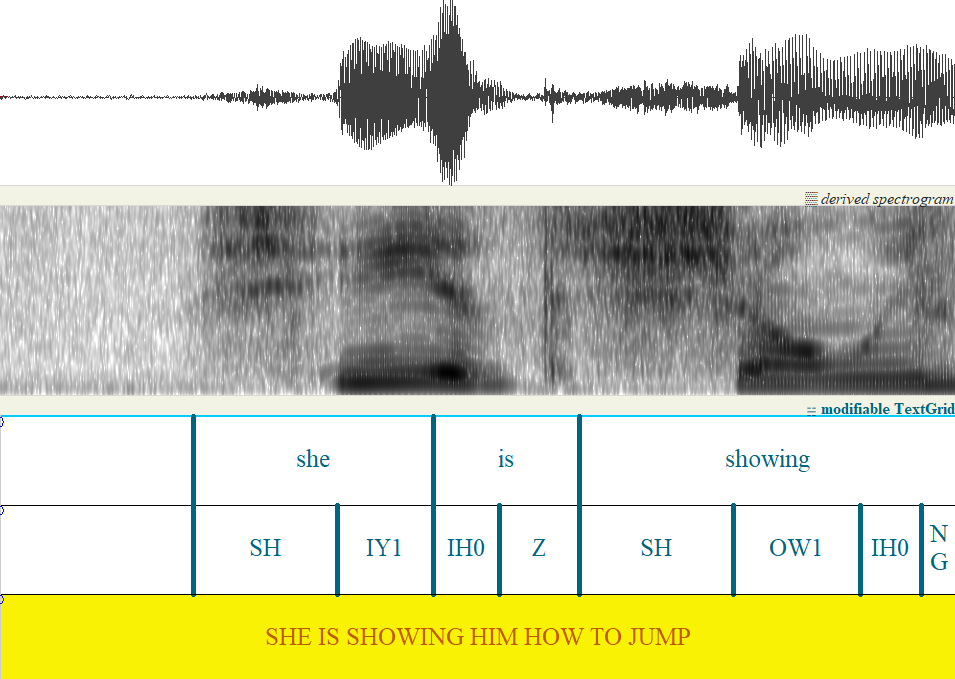 derived spectrogram
modifiable TextGrid
she is showing
SH IY1 IH0 Z SH OW1 IH0 N
G
SHE IS SHOWING HIM HOW TO JUMP